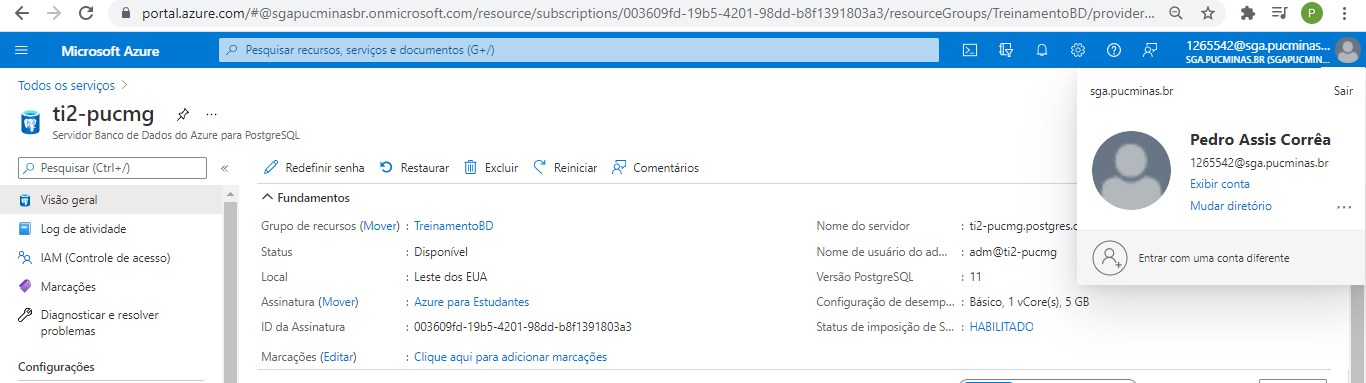 portal.azure.com/#@sgapucminasbr.onmicrosoft.com/resource/subscriptions/003609fd-19b5-4201-98dd-b8f1391803a3/resourceGroups/TreinamentoBD/provider...
P
Microsoft Azure
Pesquisar recursos, serviços e documentos (G+/)
1265542@sga.pucminas...
SGA.PUCMINAS.BR (SGAPUCMIN...
Todos os serviços
ti2-pucmg
Servidor Banco de Dados do Azure para PostgreSQL
Pesquisar (Ctrl+/)
Visão geral
Log de atividade
IAM (Controle de acesso)
Marcações
Diagnosticar e resolver
problemas
Configurações
Redefinir senha Restaurar Excluir Reiniciar Comentários
Fundamentos
Grupo de recursos (Mover) : TreinamentoBD
Status : Disponível
Local : Leste dos EUA
Assinatura (Mover) : Azure para Estudantes
ID da Assinatura : 003609fd-19b5-4201-98dd-b8f1391803a3
Marcações (Editar) : Clique aqui para adicionar marcações
Nome do servidor : ti2-pucmg.postgres.
Nome de usuário do ad... : adm@ti2-pucmg
Versão PostgreSQL : 11
Configuração de desemp... : Básico, 1 vCore(s), 5 GB
Status de imposição de S... : HABILITADO
sga.pucminas.br Sair
Pedro Assis Corrêa
1265542@sga.pucminas.br
Exibir conta
Mudar diretório
Entrar com uma conta diferente